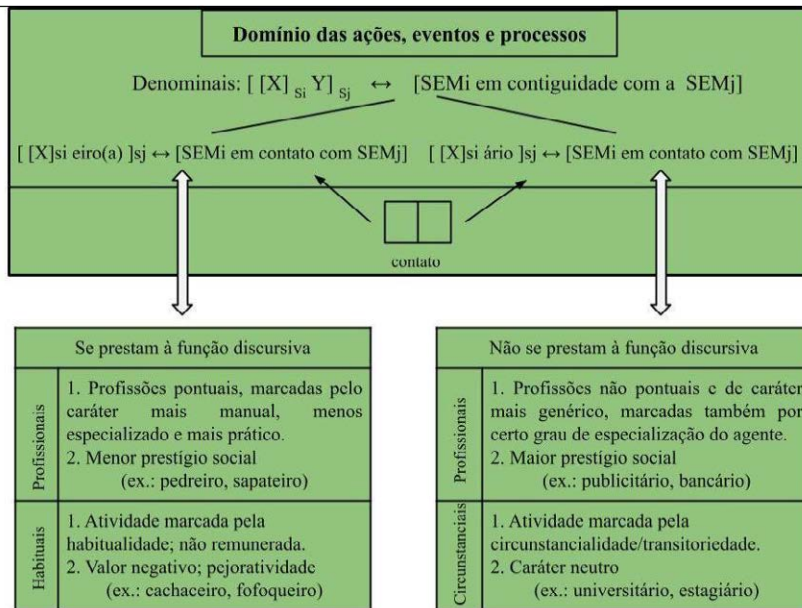 Domínio das ações, eventos e processos
Denominais: [ [X] Si Y] Sj ↔ [SEMi em contiguidade com a SEMj]
[ [X]si eiro(a) ]sj ↔ [SEMi em contato com SEMj]
[ [X]si ário ]sj ↔ [SEMi em contato com SEMj]
contato
Se prestam à função discursiva
Profissionais
1. Profissões pontuais, marcadas pelo
caráter mais manual, menos
especializado e mais prático.
2. Menor prestígio social
(ex.: pedreiro, sapateiro)
Habituais
1. Atividade marcada pela
habitualidade; não remunerada.
2. Valor negativo; pejoratividade
(ex.: cachaceiro, fofoqueiro)
Não se prestam à função discursiva
Profissionais
1. Profissões não pontuais e de caráter
mais genérico, marcadas também por
certo grau de especialização do agente.
2. Maior prestígio social
(ex.: publicitário, bancário)
Circunstanciais
1. Atividade marcada pela
circunstancialidade/transitoriedade.
2. Caráter neutro
(ex.: universitário, estagiário)